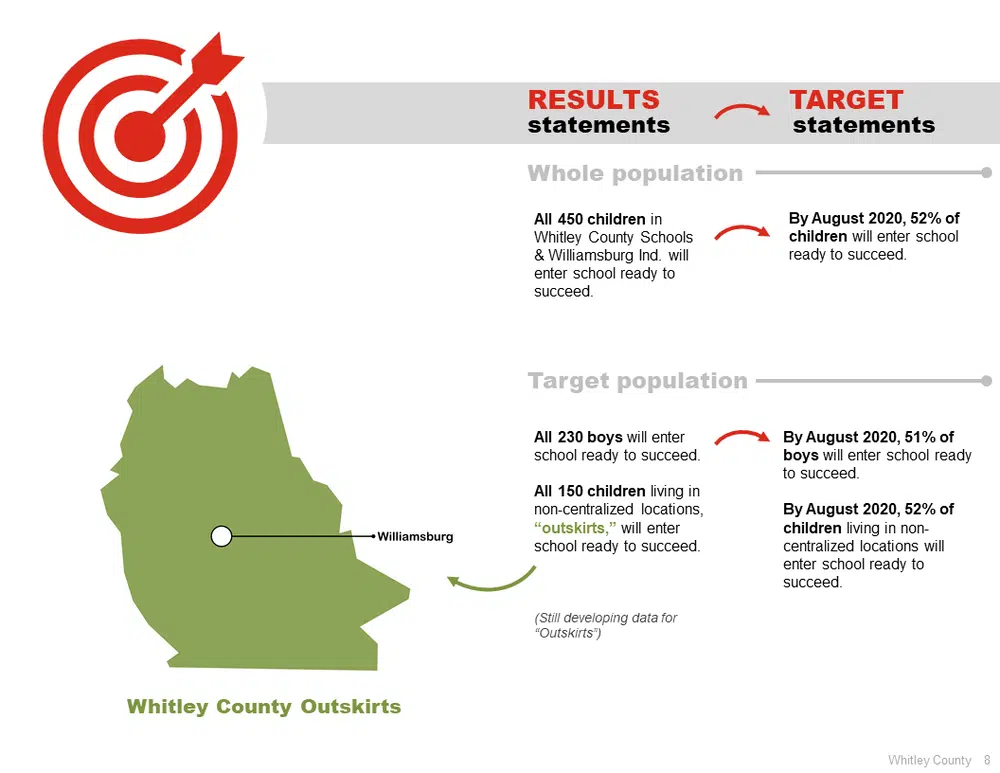 RESULTS
statements
TARGET
statements
Whole population
All 450 children in
Whitley County Schools
& Williamsburg Ind. will
enter school ready to
succeed.
By August 2020, 52% of
children will enter school
ready to succeed.
Target population
All 230 boys will enter
school ready to succeed.
All 150 children living in
non-centralized locations,
“outskirts,” will enter
school ready to succeed.
(Still developing data for
“Outskirts”)
By August 2020, 51% of
boys will enter school ready
to succeed.
By August 2020, 52% of
children living in non-
centralized locations will
enter school ready to
succeed.
Williamsburg
Whitley County Outskirts
Whitley County 8